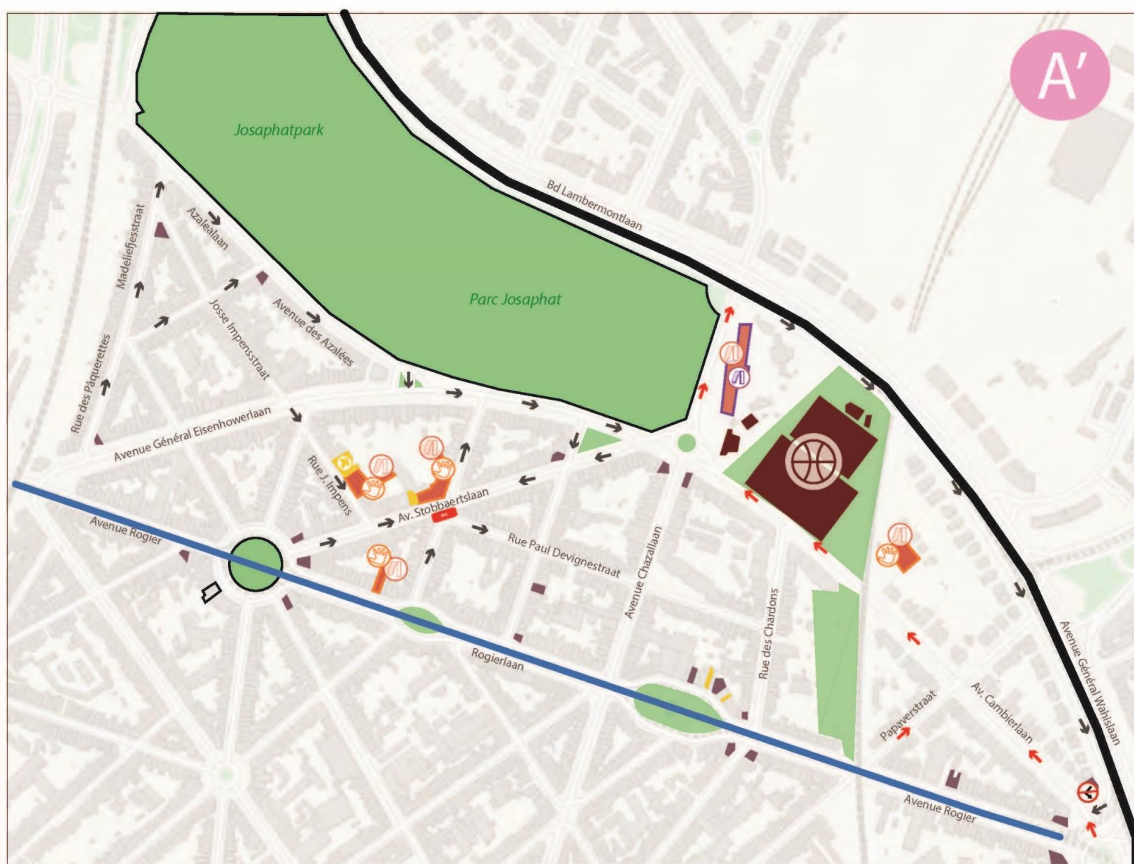 A'
Josaphatpark
Bd Lambermontlaan
Madeliefjesstraat
Azalealaan
Parc Josaphat
Josse Impensstraat
Avenue des Azalées
Rue des Pâquerettes
Avenue Général Eisenhowerlaan
Rue J. Impens
Av. Stobbaertslaan
Avenue Rogier
Rue Paul Devignestraat
Avenue Chazallaan
Rue des Chardons
Rogierlaan
Papaverstraat
Av. Cambierlaan
Avenue Général Wahislaan
Avenue Rogier